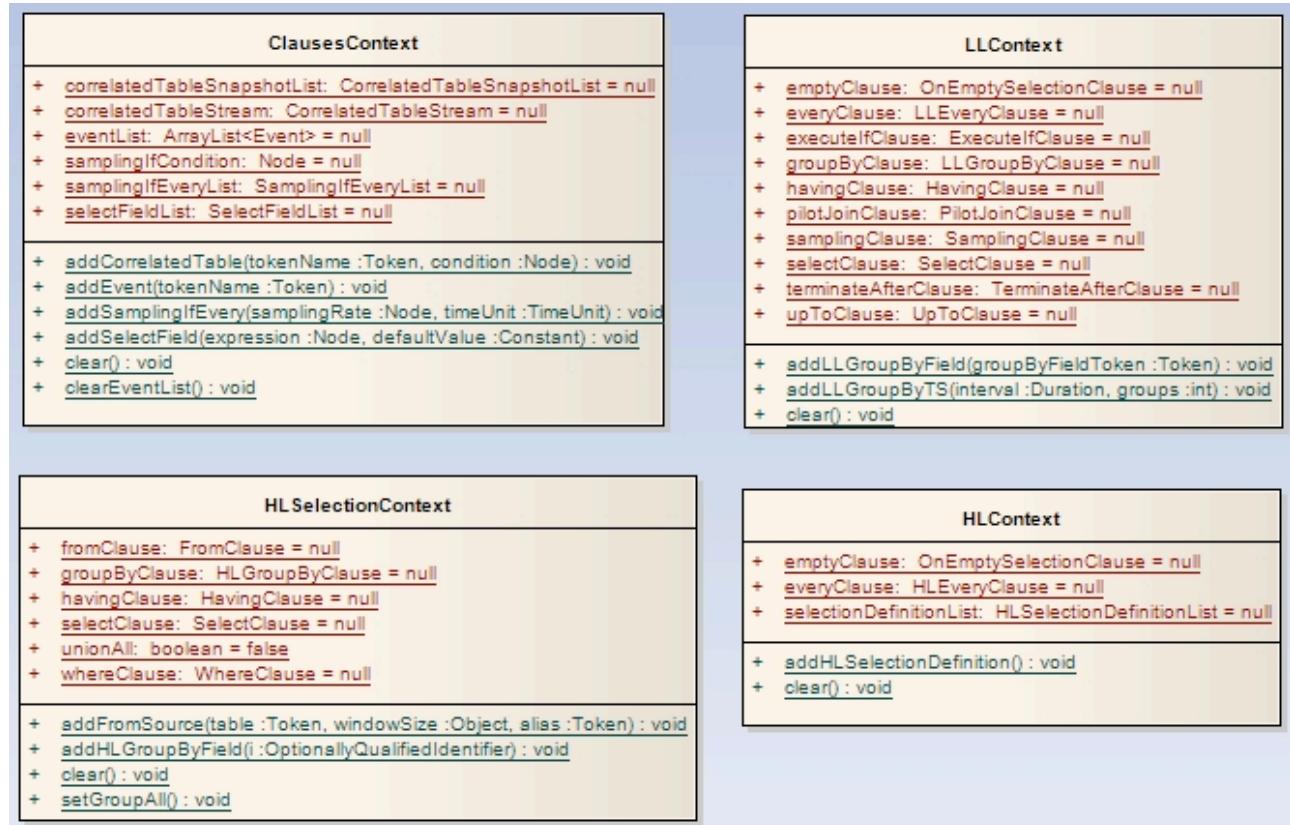 ClausesContext
+ correlatedTableSnapshotList: CorrelatedTableSnapshotList = null
+ correlatedTableStream: CorrelatedTableStream = null
+ eventList: ArrayList<Event> = null
+ samplingIfCondition: Node = null
+ samplingIfEveryList: SamplingIfEveryList = null
+ selectFieldList: SelectFieldList = null
+ addCorrelatedTable(tokenName :Token, condition :Node) : void
+ addEvent(tokenName :Token) : void
+ addSamplingIfEvery(samplingRate :Node, timeUnit :TimeUnit) : void
+ addSelectField(expression :Node, defaultValue :Constant) : void
+ clear() : void
+ clearEventList() : void
LLContext
+ emptyClause: OnEmptySelectionClause = null
+ everyClause: LLEveryClause = null
+ executeIfClause: ExecuteIfClause = null
+ groupByClause: LLGroupByClause = null
+ havingClause: HavingClause = null
+ pilotJoinClause: PilotJoinClause = null
+ samplingClause: SamplingClause = null
+ selectClause: SelectClause = null
+ terminateAfterClause: TerminateAfterClause = null
+ upToClause: UpToClause = null
+ addLLGroupByField(groupByFieldToken :Token) : void
+ addLLGroupByTS(interval :Duration, groups :int) : void
+ clear() : void
HLSelectionContext
+ fromClause: FromClause = null
+ groupByClause: HLGroupByClause = null
+ havingClause: HavingClause = null
+ selectClause: SelectClause = null
+ unionAll: boolean = false
+ whereClause: WhereClause = null
+ addFromSource(table :Token, windowSize :Object, alias :Token) : void
+ addHLGroupByField(i :OptionallyQualifiedIdentifier) : void
+ clear() : void
+ setGroupAll() : void
HLContext
+ emptyClause: OnEmptySelectionClause = null
+ everyClause: HLEveryClause = null
+ selectionDefinitionList: HLSelectionDefinitionList = null
+ addHLSelectionDefinition() : void
+ clear() : void